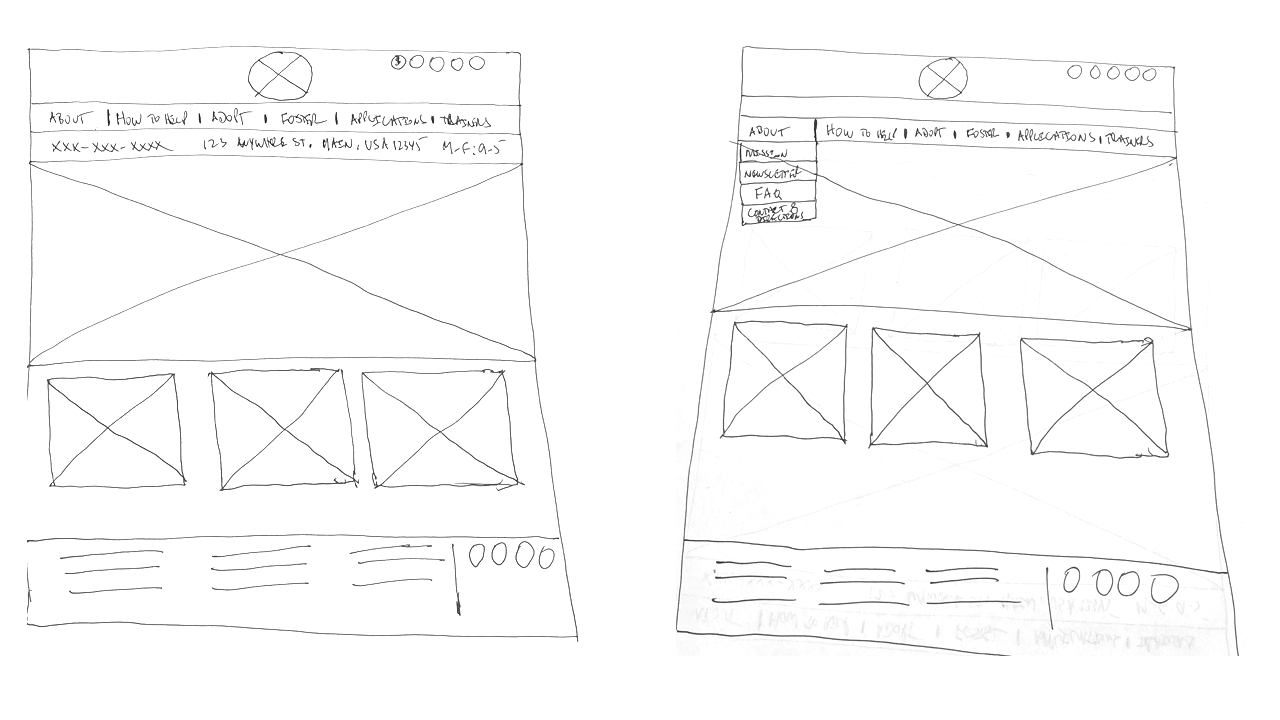 $
ABOUT | HOW TO HELP | ADOPT | FOSTER | APPLICATIONS | TRAINERS
XXX-XXX-XXXX 123 ANYWHERE ST. MAIN, USA 12345 M-F: 9-5
ABOUT | HOW TO HELP | ADOPT | FOSTER | APPLICATIONS | TRAINERS
MISSION
NEWSLETTER
FAQ
CONTACT &
DIRECTIONS